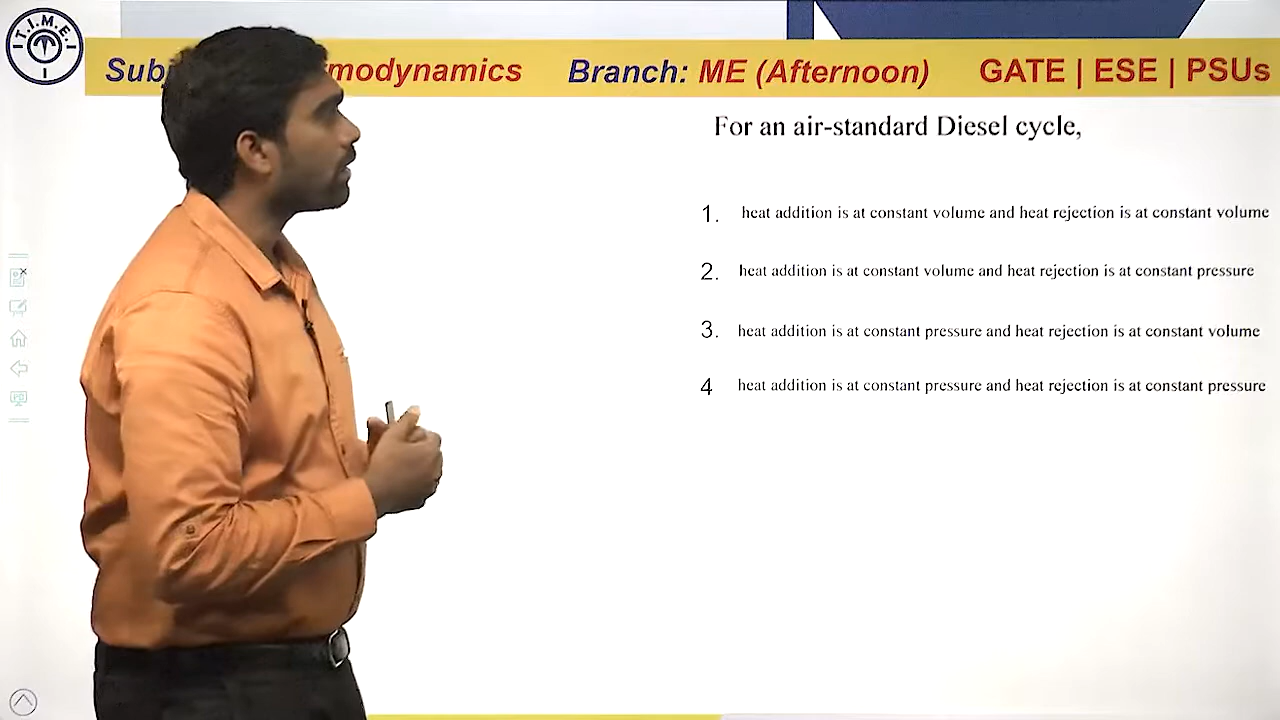 T.I.M.E.
Sub modynamics Branch: ME (Afternoon) GATE | ESE | PSUs
For an air-standard Diesel cycle,
1. heat addition is at constant volume and heat rejection is at constant volume
2. heat addition is at constant volume and heat rejection is at constant pressure
3. heat addition is at constant pressure and heat rejection is at constant volume
4 heat addition is at constant pressure and heat rejection is at constant pressure